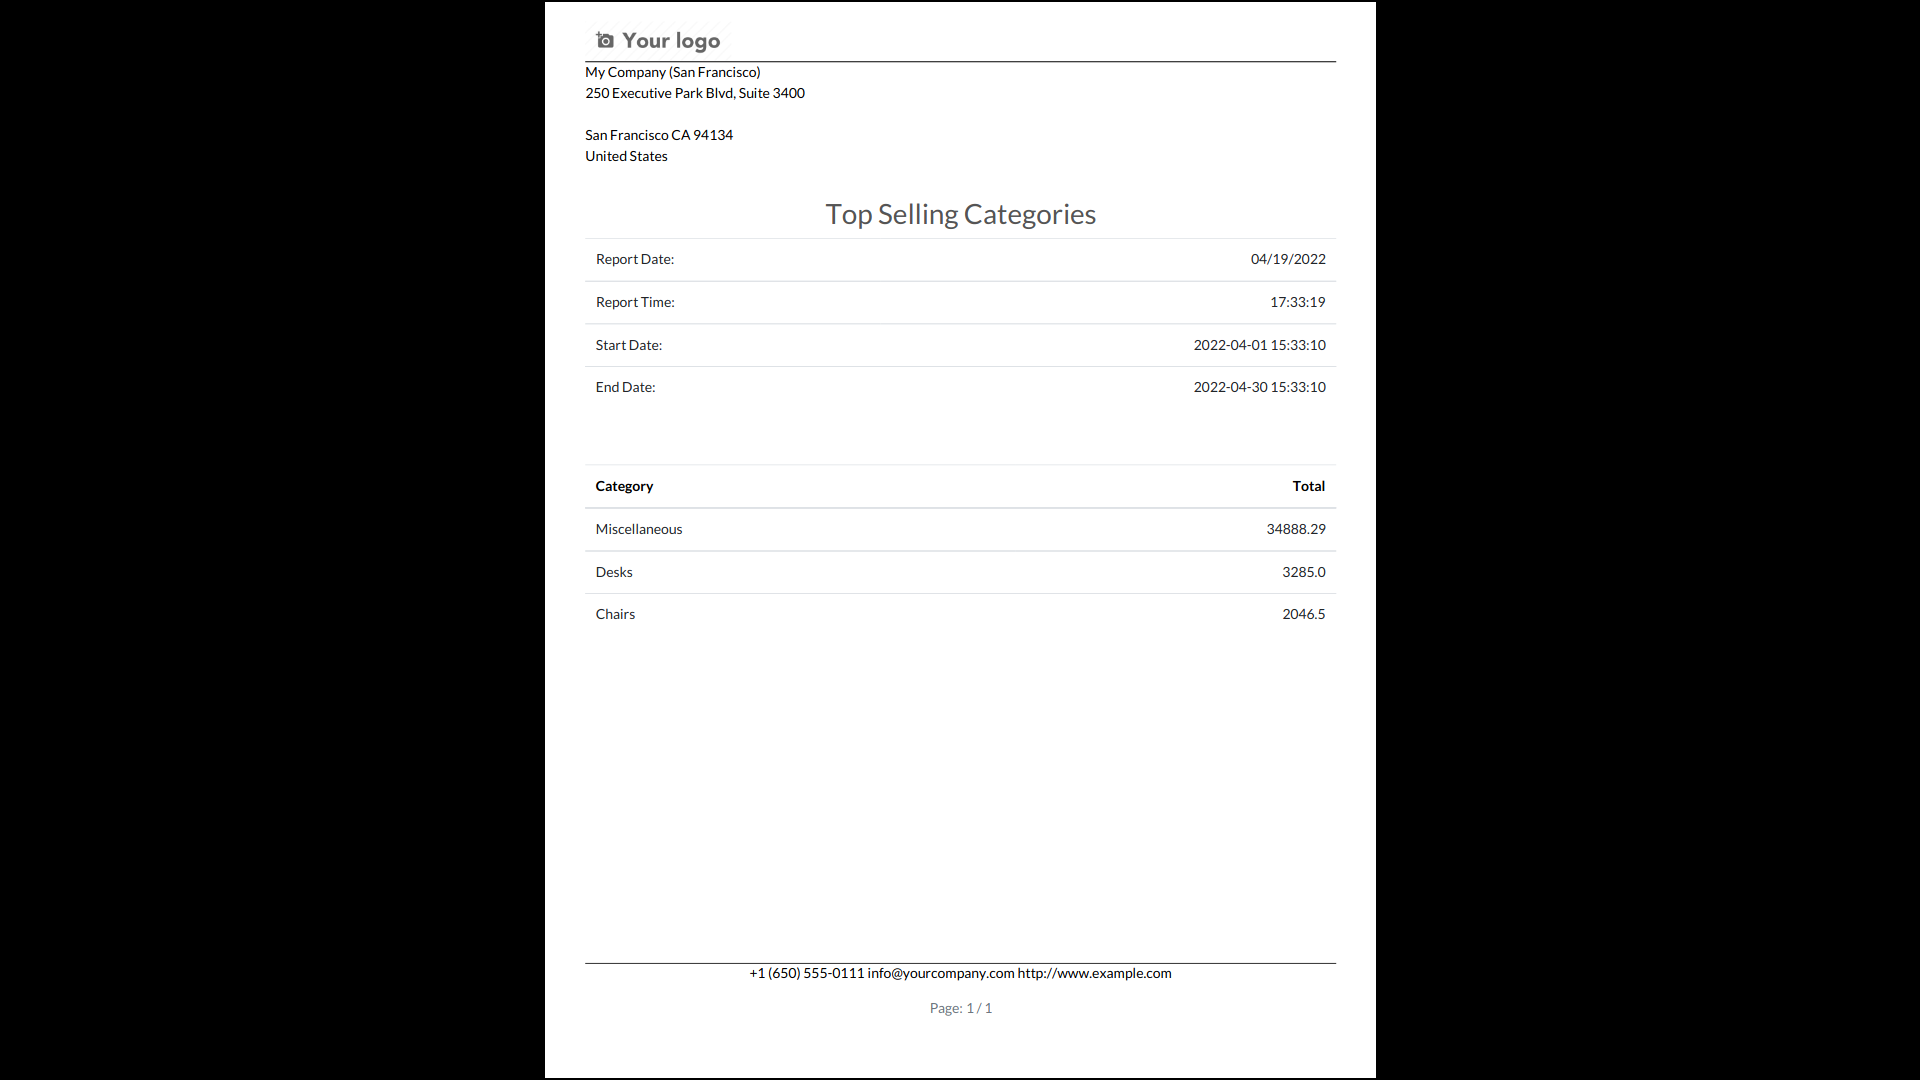 Your logo
My Company (San Francisco)
250 Executive Park Blvd, Suite 3400
San Francisco CA 94134
United States
Top Selling Categories
Report Date: 04/19/2022
Report Time: 17:33:19
Start Date: 2022-04-01 15:33:10
End Date: 2022-04-30 15:33:10
Category Total
Miscellaneous 34888.29
Desks 3285.0
Chairs 2046.5
+1 (650) 555-0111 info@yourcompany.com http://www.example.com
Page: 1 / 1